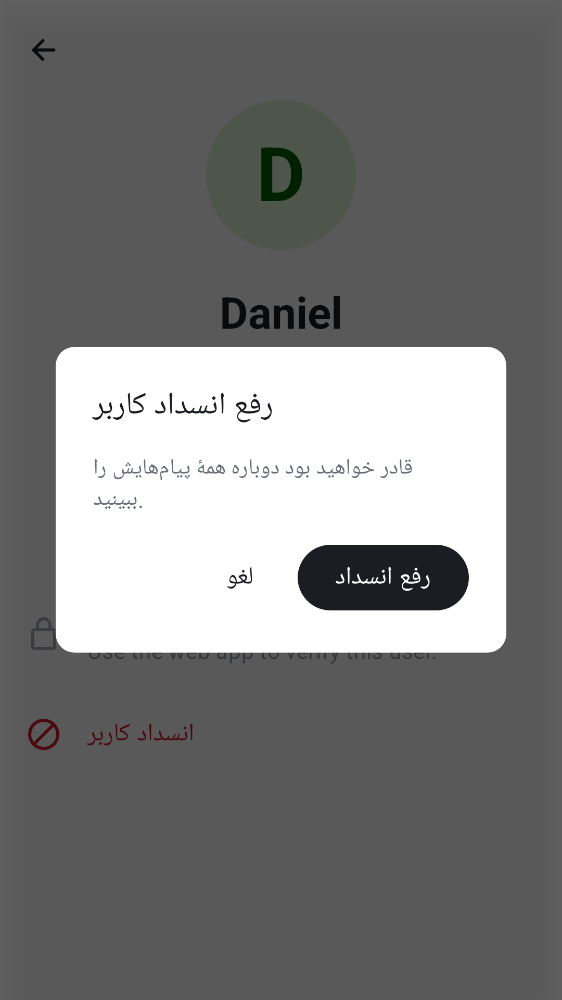 D
Daniel
رفع انسداد کاربر
قادر خواهید بود دوباره همهٔ پیام‌هایش را
ببینید.
لغو
رفع انسداد
Use the web app to verify this user.
انسداد کاربر